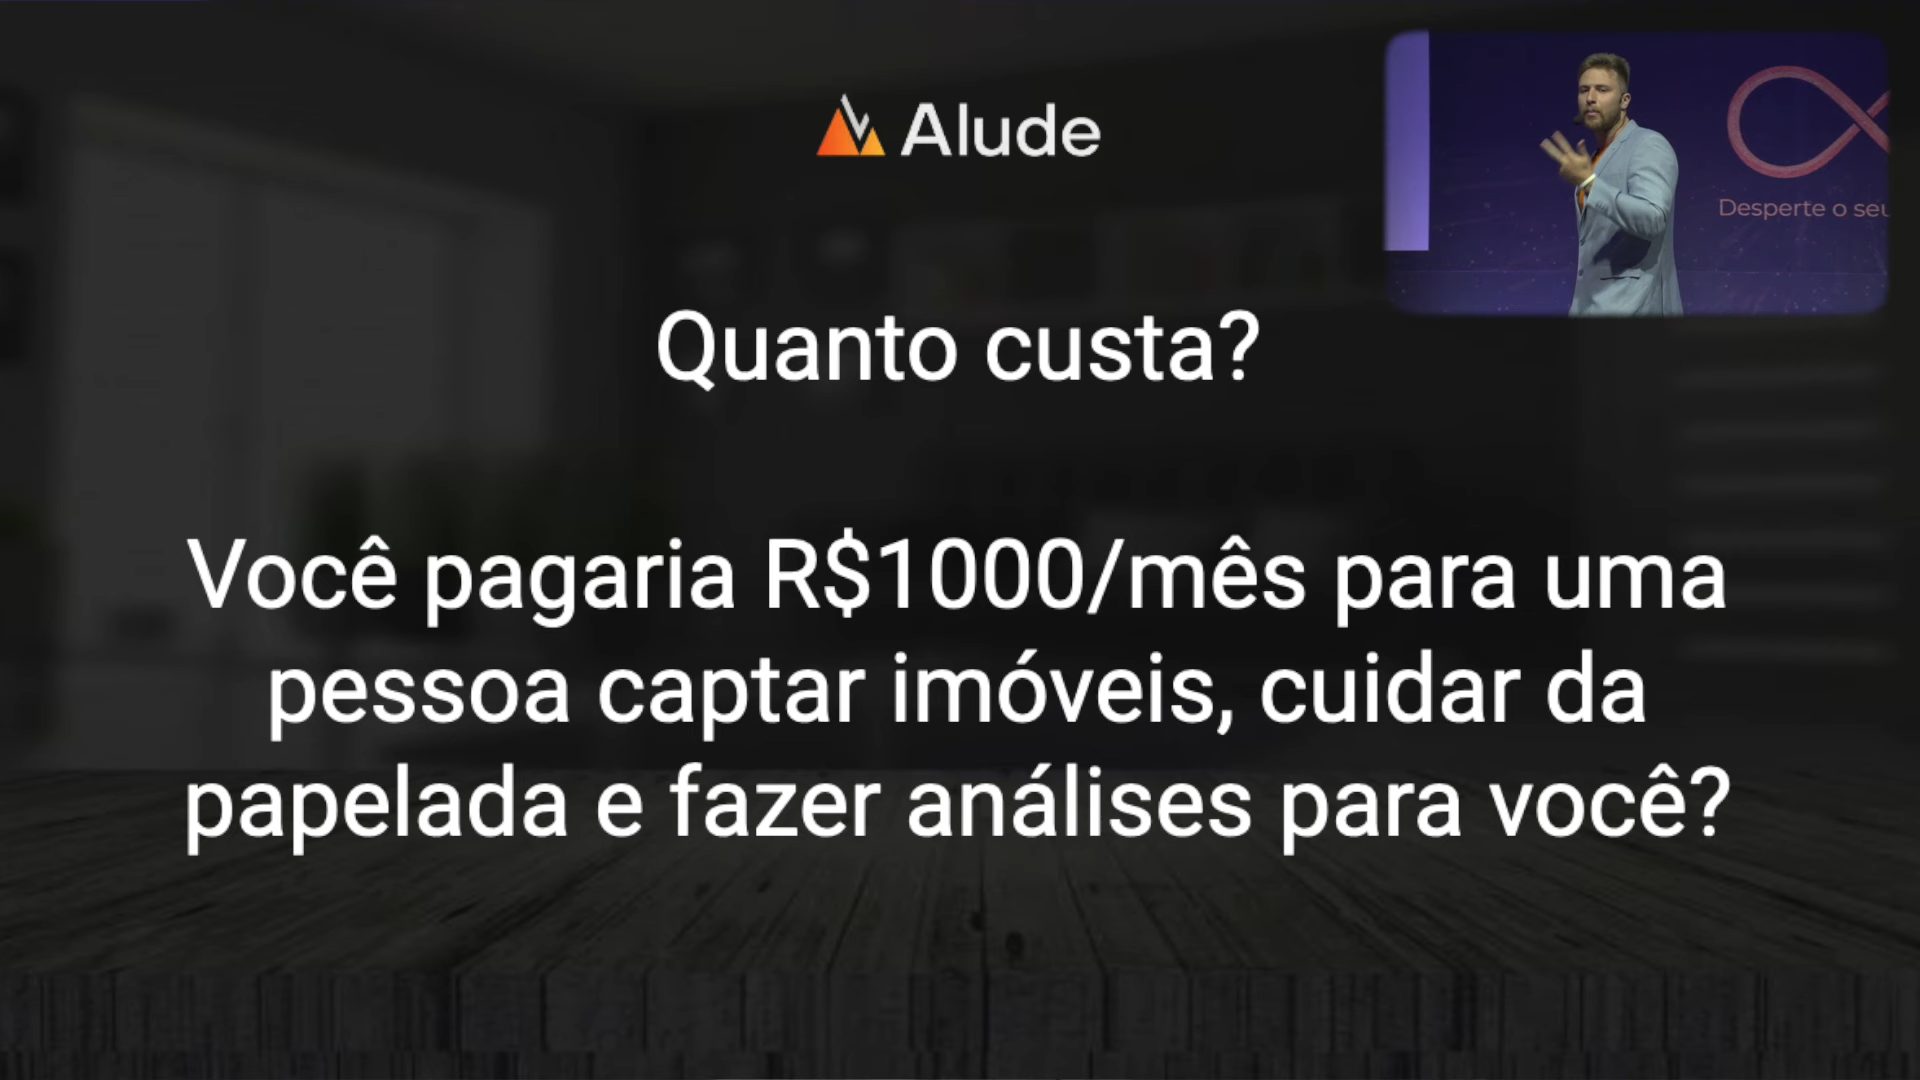 Alude
Desperte o seu
Quanto custa?
Você pagaria R$1000/mês para uma
pessoa captar imóveis, cuidar da
papelada e fazer análises para você?